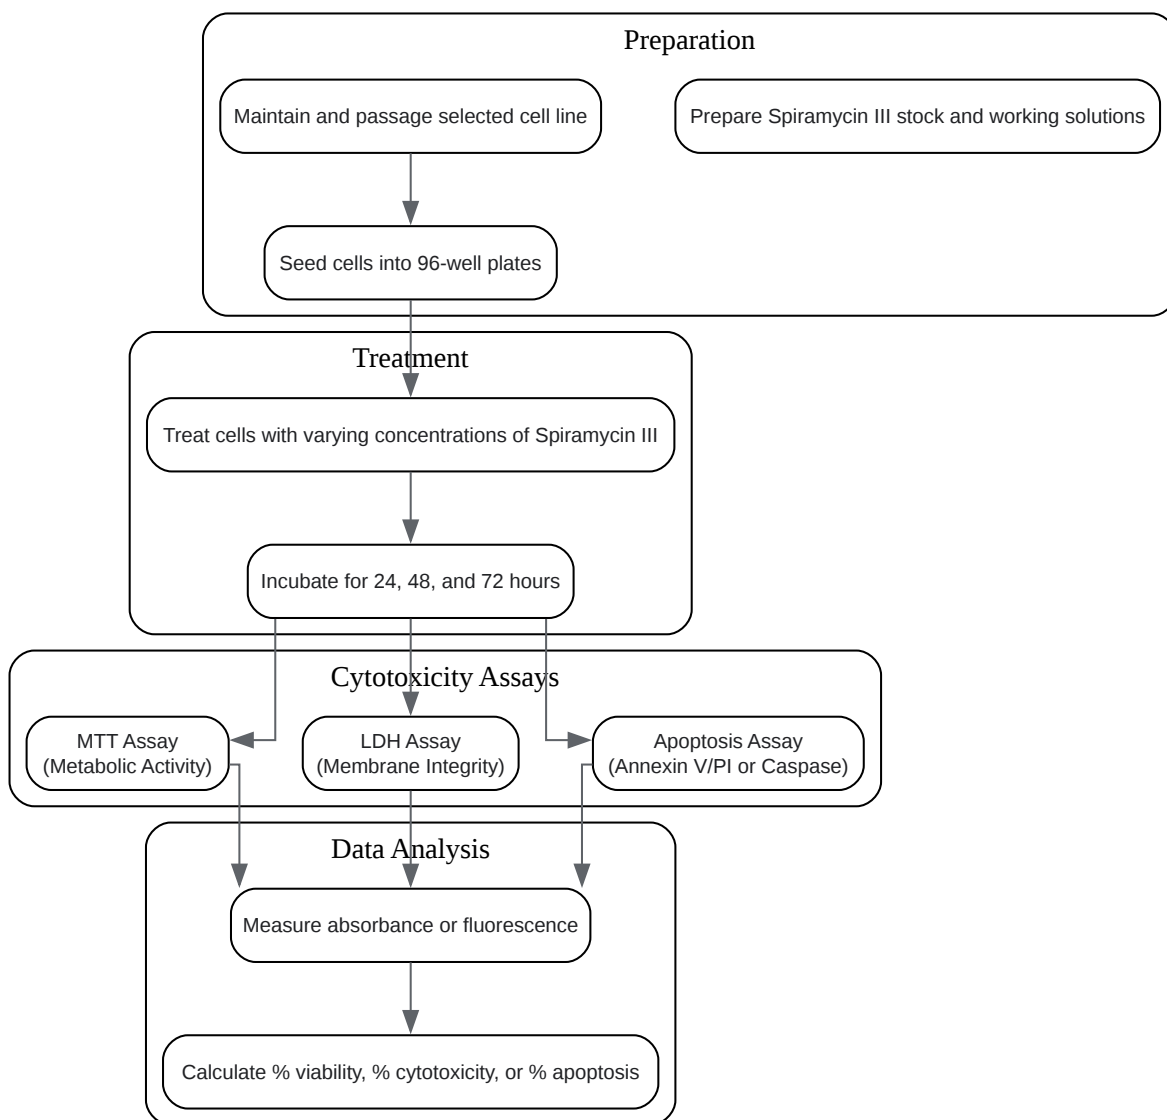 Preparation
Maintain and passage selected cell line
Prepare Spiramycin III stock and working solutions
Seed cells into 96-well plates
Treatment
Treat cells with varying concentrations of Spiramycin III
Incubate for 24, 48, and 72 hours
Cytotoxicity Assays
MTT Assay
(Metabolic Activity)
LDH Assay
(Membrane Integrity)
Apoptosis Assay
(Annexin V/PI or Caspase)
Data Analysis
Measure absorbance or fluorescence
Calculate % viability, % cytotoxicity, or % apoptosis